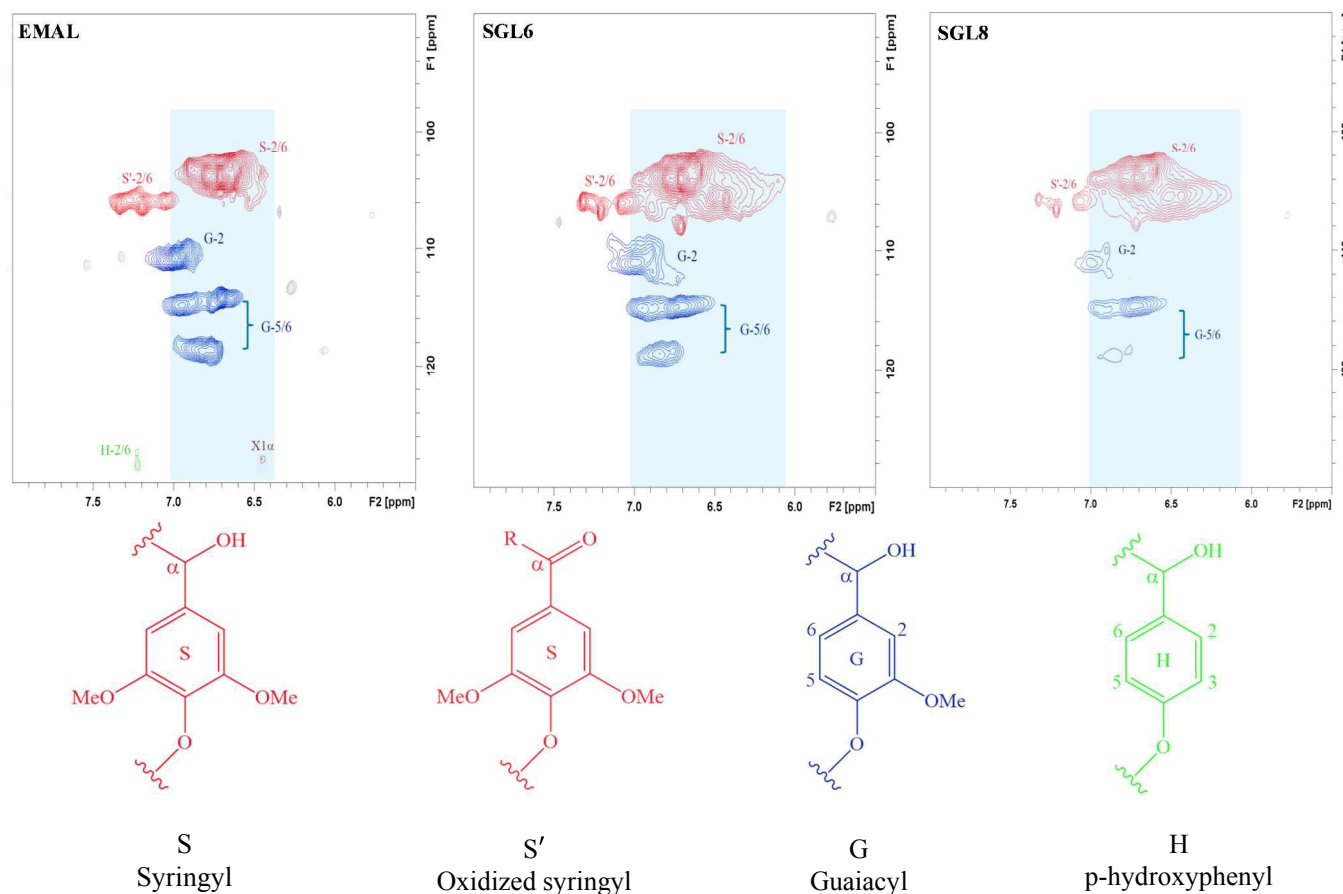 EMAL
F1 [ppm]
100
110
120
S-2/6
S'-2/6
G-2
G-5/6
H-2/6
X1α
7.5 7.0 6.5 6.0 F2 [ppm]
SGL6
F1 [ppm]
100
110
120
S-2/6
S'-2/6
G-2
G-5/6
7.5 7.0 6.5 6.0 F2 [ppm]
SGL8
F1 [ppm]
100
110
S-2/6
S'-2/6
G-2
G-5/6
7.5 7.0 6.5 6.0 F2 [ppm]
OH
α
S
MeO OMe
O
R O
α
S
MeO OMe
O
OH
α
6 2
G
5 OMe
O
OH
α
6 2
H
5 3
O
S
Syringyl
S′
Oxidized syringyl
G
Guaiacyl
H
p-hydroxyphenyl